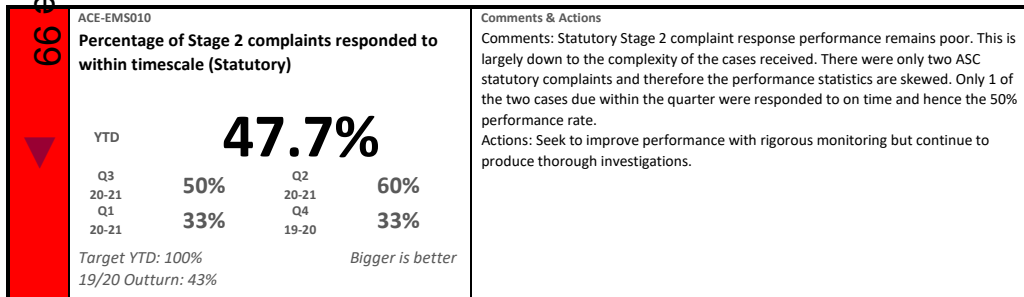 e 99
ACE-EMS010
Percentage of Stage 2 complaints responded to
within timescale (Statutory)
YTD 47.7%
Q3 20-21 50% Q2 20-21 60%
Q1 20-21 33% Q4 19-20 33%
Target YTD: 100% Bigger is better
19/20 Outturn: 43%
Comments & Actions
Comments: Statutory Stage 2 complaint response performance remains poor. This is
largely down to the complexity of the cases received. There were only two ASC
statutory complaints and therefore the performance statistics are skewed. Only 1 of
the two cases due within the quarter were responded to on time and hence the 50%
performance rate.
Actions: Seek to improve performance with rigorous monitoring but continue to
produce thorough investigations.